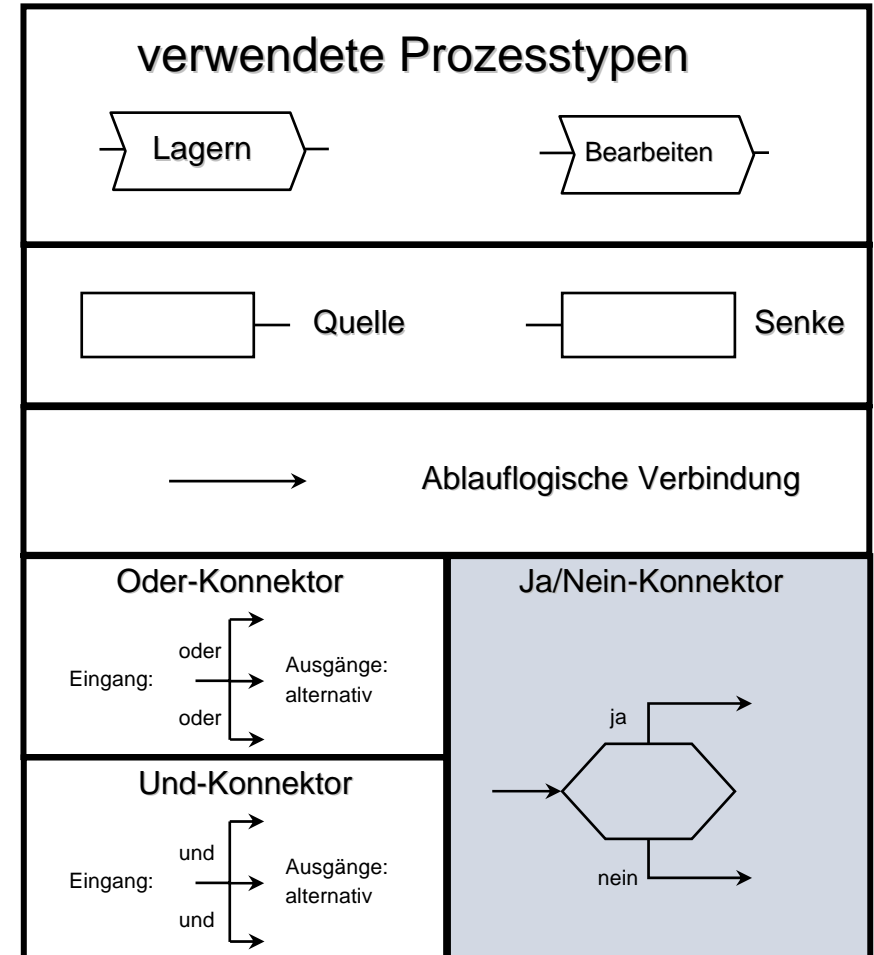 verwendete Prozesstypen
Lagern
Bearbeiten
Quelle
Senke
Ablauflogische Verbindung
Oder-Konnektor
oder
Eingang:
oder
Ausgänge:
alternativ
Ja/Nein-Konnektor
ja
nein
Und-Konnektor
und
Eingang:
und
Ausgänge:
alternativ